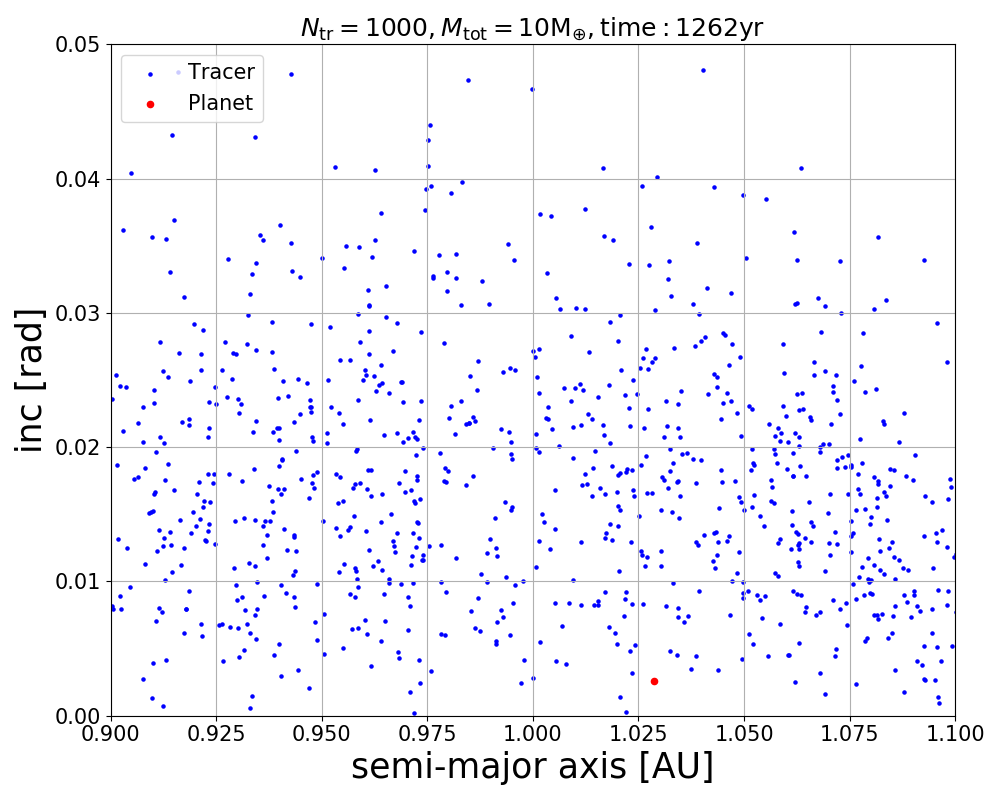 N_tr = 1000, M_tot = 10M_⊕, time : 1262yr
Tracer
Planet
0.05
0.04
0.03
0.02
0.01
0.00
inc [rad]
0.900 0.925 0.950 0.975 1.000 1.025 1.050 1.075 1.100
semi-major axis [AU]